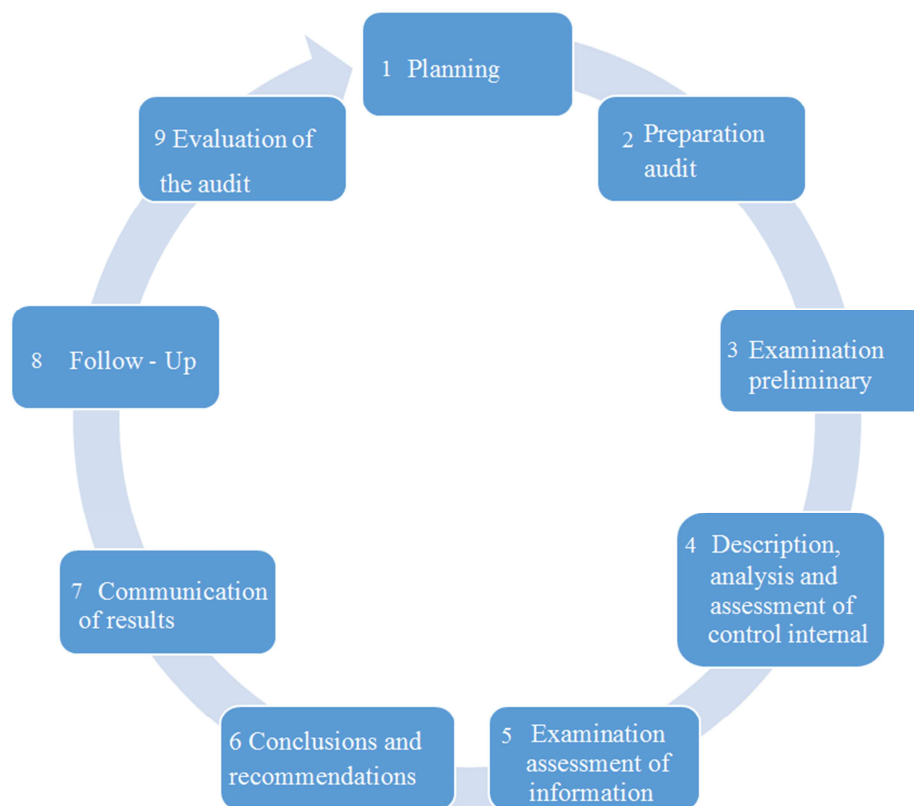 1 Planning
2 Preparation
audit
3 Examination
preliminary
4 Description,
analysis and
assessment of
control internal
5 Examination
assessment of
information
6 Conclusions and
recommendations
7 Communication
of results
8 Follow - Up
9 Evaluation of
the audit